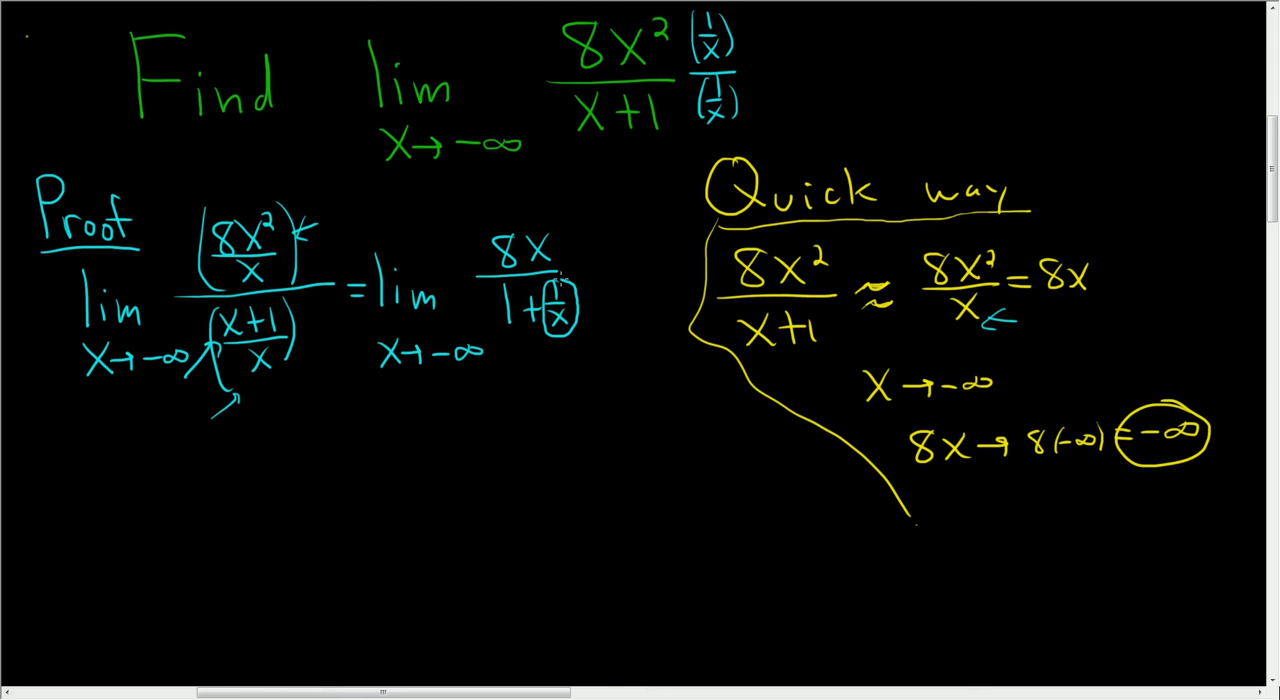 Find lim x→-∞ 8x²/(x+1) (1/x)/(1/x)
Proof
lim x→-∞ (8x²/x)/((x+1)/x) = lim x→-∞ 8x/(1+1/x)
Quick way
8x²/(x+1) ≈ 8x²/x = 8x
x→-∞
8x→8(-∞) = -∞